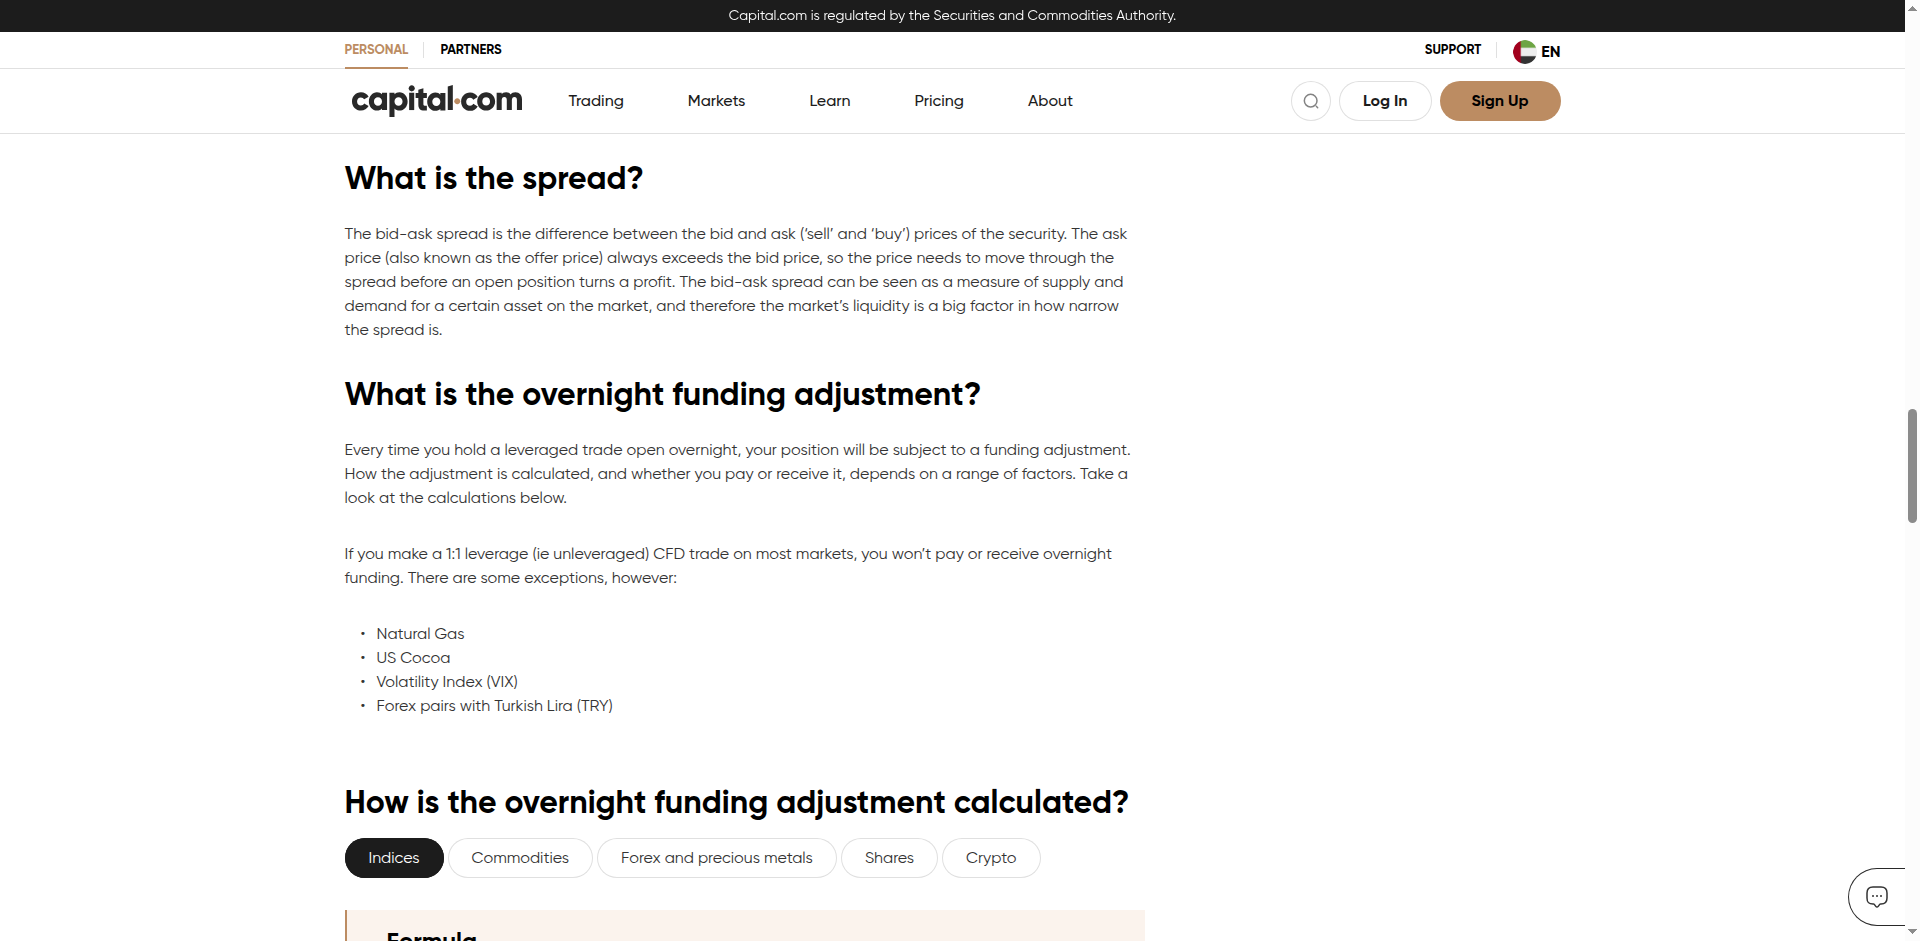 Capital.com is regulated by the Securities and Commodities Authority.
PERSONAL PARTNERS SUPPORT EN
capital.com Trading Markets Learn Pricing About Log In Sign Up
What is the spread?
The bid-ask spread is the difference between the bid and ask (‘sell’ and ‘buy’) prices of the security. The ask
price (also known as the offer price) always exceeds the bid price, so the price needs to move through the
spread before an open position turns a profit. The bid-ask spread can be seen as a measure of supply and
demand for a certain asset on the market, and therefore the market’s liquidity is a big factor in how narrow
the spread is.
What is the overnight funding adjustment?
Every time you hold a leveraged trade open overnight, your position will be subject to a funding adjustment.
How the adjustment is calculated, and whether you pay or receive it, depends on a range of factors. Take a
look at the calculations below.
If you make a 1:1 leverage (ie unleveraged) CFD trade on most markets, you won’t pay or receive overnight
funding. There are some exceptions, however:
• Natural Gas
• US Cocoa
• Volatility Index (VIX)
• Forex pairs with Turkish Lira (TRY)
How is the overnight funding adjustment calculated?
Indices Commodities Forex and precious metals Shares Crypto
Formula